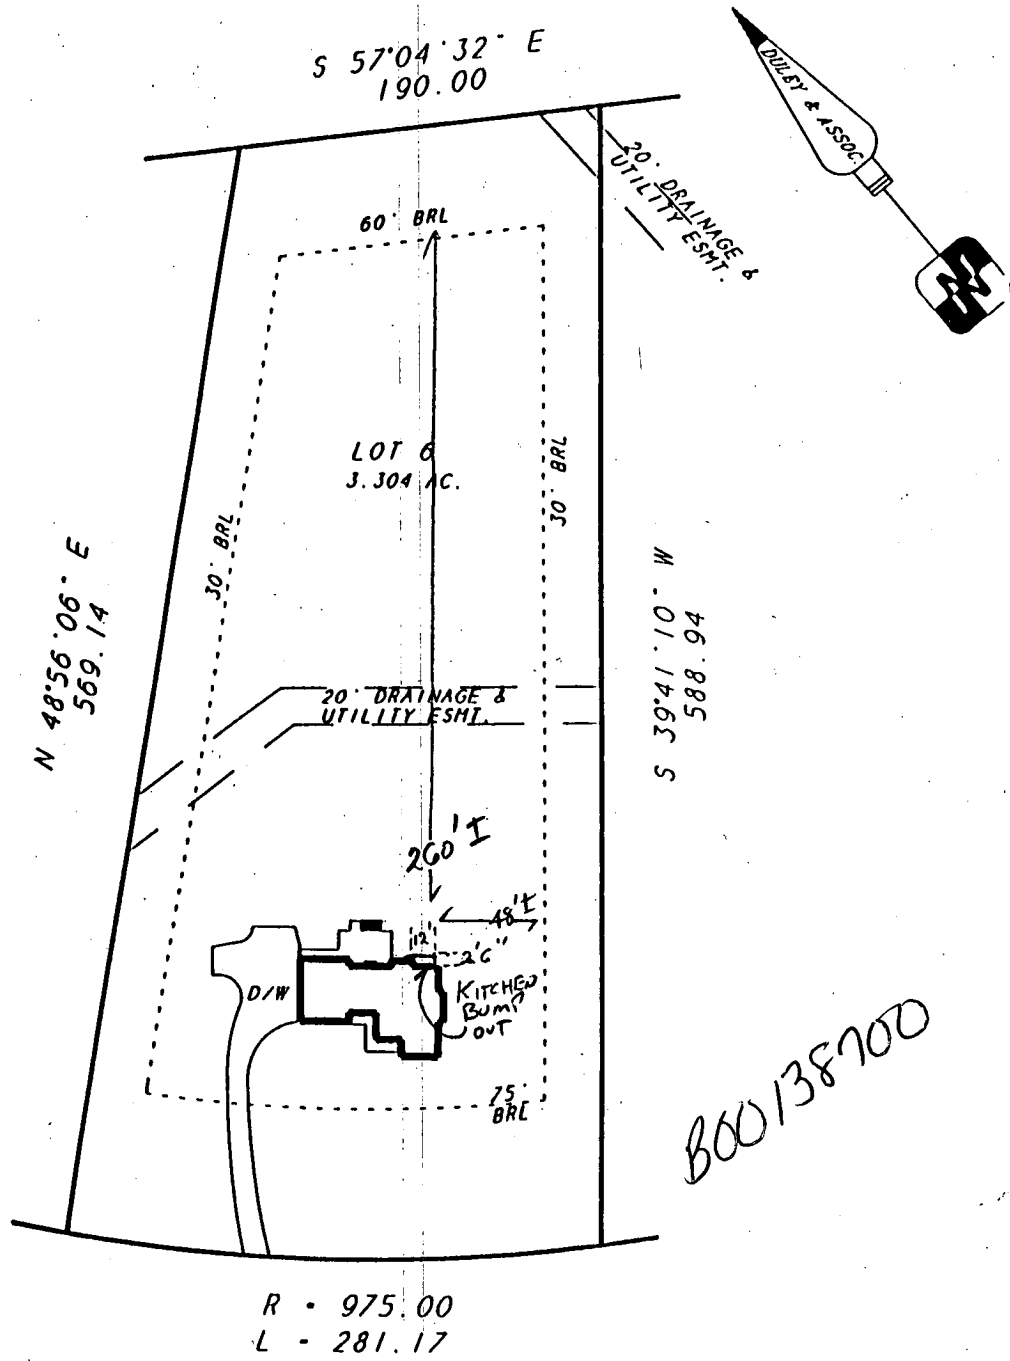 S 57°04'32" E
190.00
DULEY & ASSOC.
20' DRAINAGE &
UTILITY ESMT.
60' BRL
LOT 6
3.304 AC.
30' BRL
30' BRL
N 48°56'06" E
569.14
S 39°41'10" W
588.94
20' DRAINAGE &
UTILITY ESMT.
260'±
48'±
12'
2'6"
D/W
KITCHEN
BUMP
OUT
75'
BRL
B00138700
R - 975.00
L - 281.17